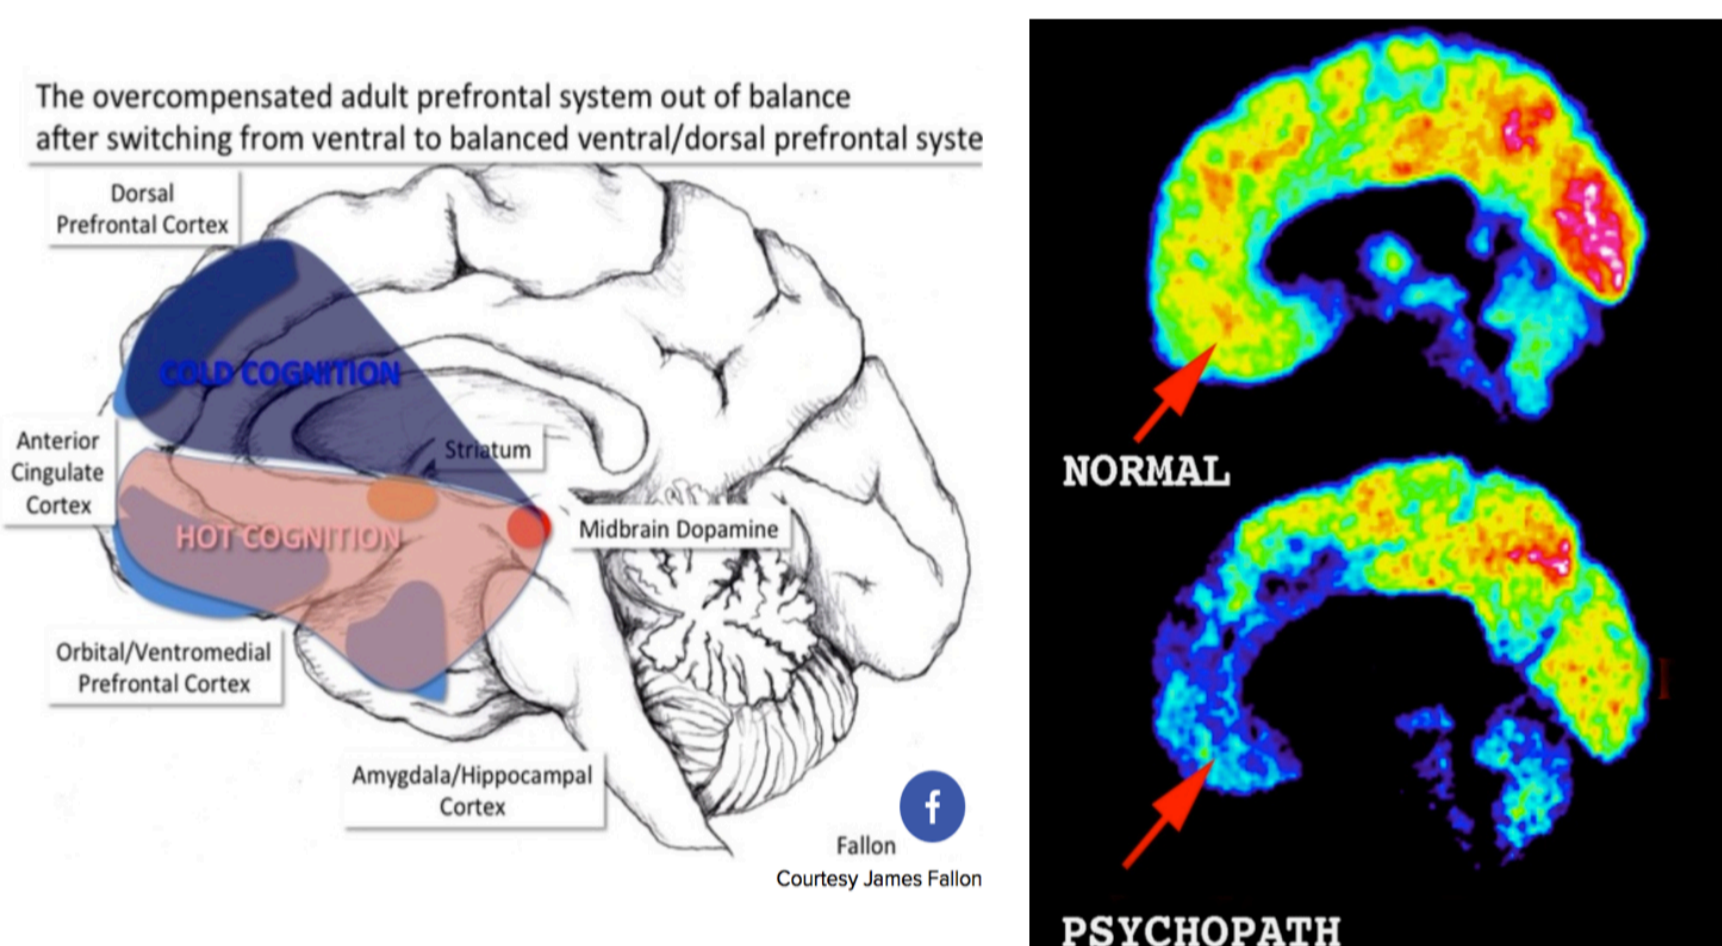 The overcompensated adult prefrontal system out of balance
after switching from ventral to balanced ventral/dorsal prefrontal syste
Dorsal
Prefrontal Cortex
COLD COGNITION
Anterior
Cingulate
Cortex
Striatum
HOT COGNITION
Midbrain Dopamine
Orbital/Ventromedial
Prefrontal Cortex
Amygdala/Hippocampal
Cortex
f
Fallon
Courtesy James Fallon
NORMAL
PSYCHOPATH